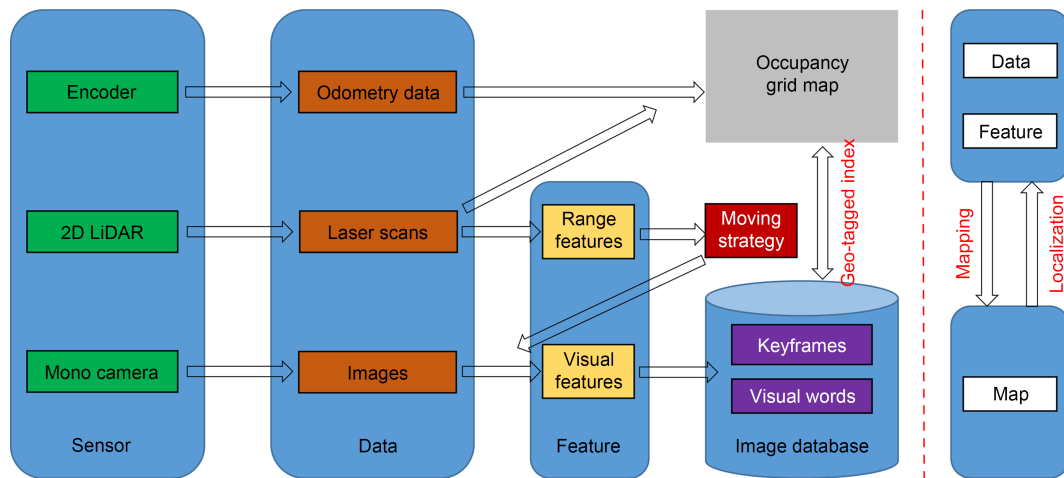 Encoder
Odometry data
Occupancy
grid map
2D LiDAR
Laser scans
Range
features
Moving
strategy
Geo-tagged index
Mono camera
Images
Visual
features
Keyframes
Visual words
Sensor
Data
Feature
Image database
Data
Feature
Mapping
Localization
Map